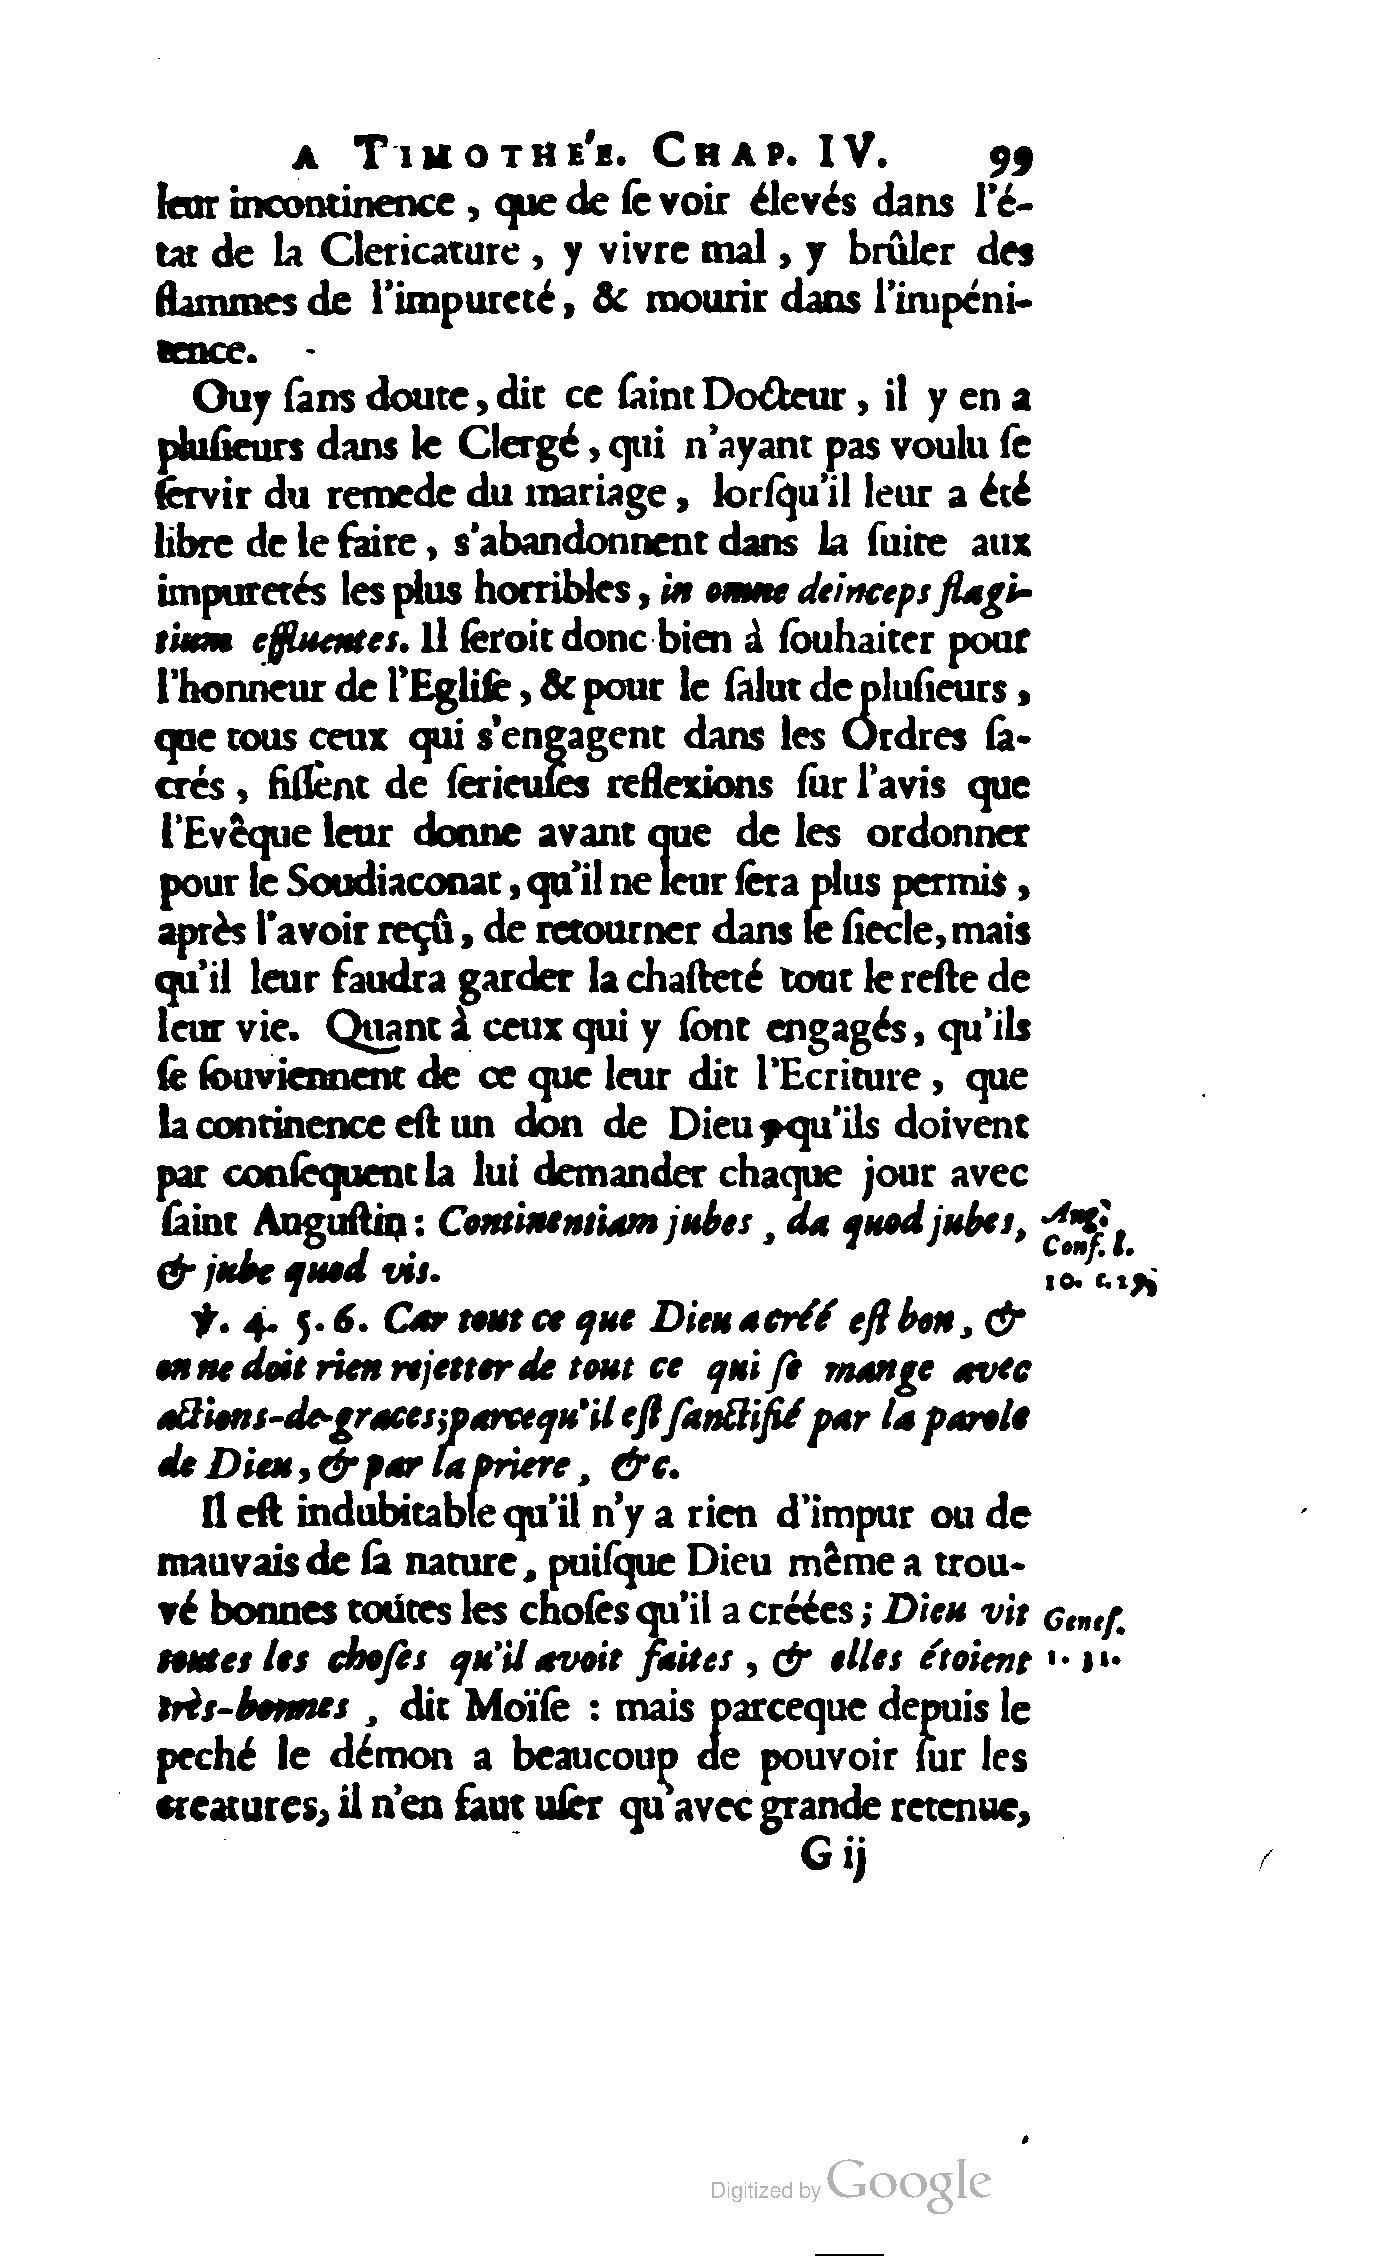 A TIMOTHE'E. CHAP. IV. 99
leur incontinence, que de ſe voir élevés dans l'é-
tat de la Clericature, y vivre mal, y brûler des
flammes de l'impureté, & mourir dans l'impéni-
tence.
Ouy ſans doute, dit ce ſaint Docteur, il y en a
pluſieurs dans le Clergé, qui n'ayant pas voulu ſe
ſervir du remede du mariage, lorſqu'il leur a été
libre de le faire, s'abandonnent dans la ſuite aux
impuretés les plus horribles, in omne deinceps flagi-
tium effluentes. Il ſeroit donc bien à ſouhaiter pour
l'honneur de l'Egliſe, & pour le ſalut de pluſieurs,
que tous ceux qui s'engagent dans les Ordres ſa-
crés, fiſſent de ſerieuſes reflexions ſur l'avis que
l'Evêque leur donne avant que de les ordonner
pour le Soudiaconat, qu'il ne leur ſera plus permis,
après l'avoir reçû, de retourner dans le ſiecle, mais
qu'il leur faudra garder la chaſteté tout le reſte de
leur vie. Quant à ceux qui y ſont engagés, qu'ils
ſe ſouviennent de ce que leur dit l'Ecriture, que
la continence eſt un don de Dieu, qu'ils doivent
par conſequent la lui demander chaque jour avec
ſaint Auguſtin : Continentiam jubes, da quod jubes,
& jube quod vis.
Aug.
Conf. l.
10. c. 29.
℣. 4. 5. 6. Car tout ce que Dieu a créé eſt bon, &
on ne doit rien rejetter de tout ce qui ſe mange avec
actions-de-graces; parcequ'il eſt ſanctifié par la parole
de Dieu, & par la priere, &c.
Il eſt indubitable qu'il n'y a rien d'impur ou de
mauvais de ſa nature, puiſque Dieu même a trou-
vé bonnes toutes les choſes qu'il a créées ; Dieu vit
toutes les choſes qu'il avoit faites, & elles étoient
très-bonnes, dit Moïſe : mais parceque depuis le
peché le démon a beaucoup de pouvoir ſur les
creatures, il n'en faut uſer qu'avec grande retenue,
Geneſ.
1. 31.
G ij
Digitized by Google